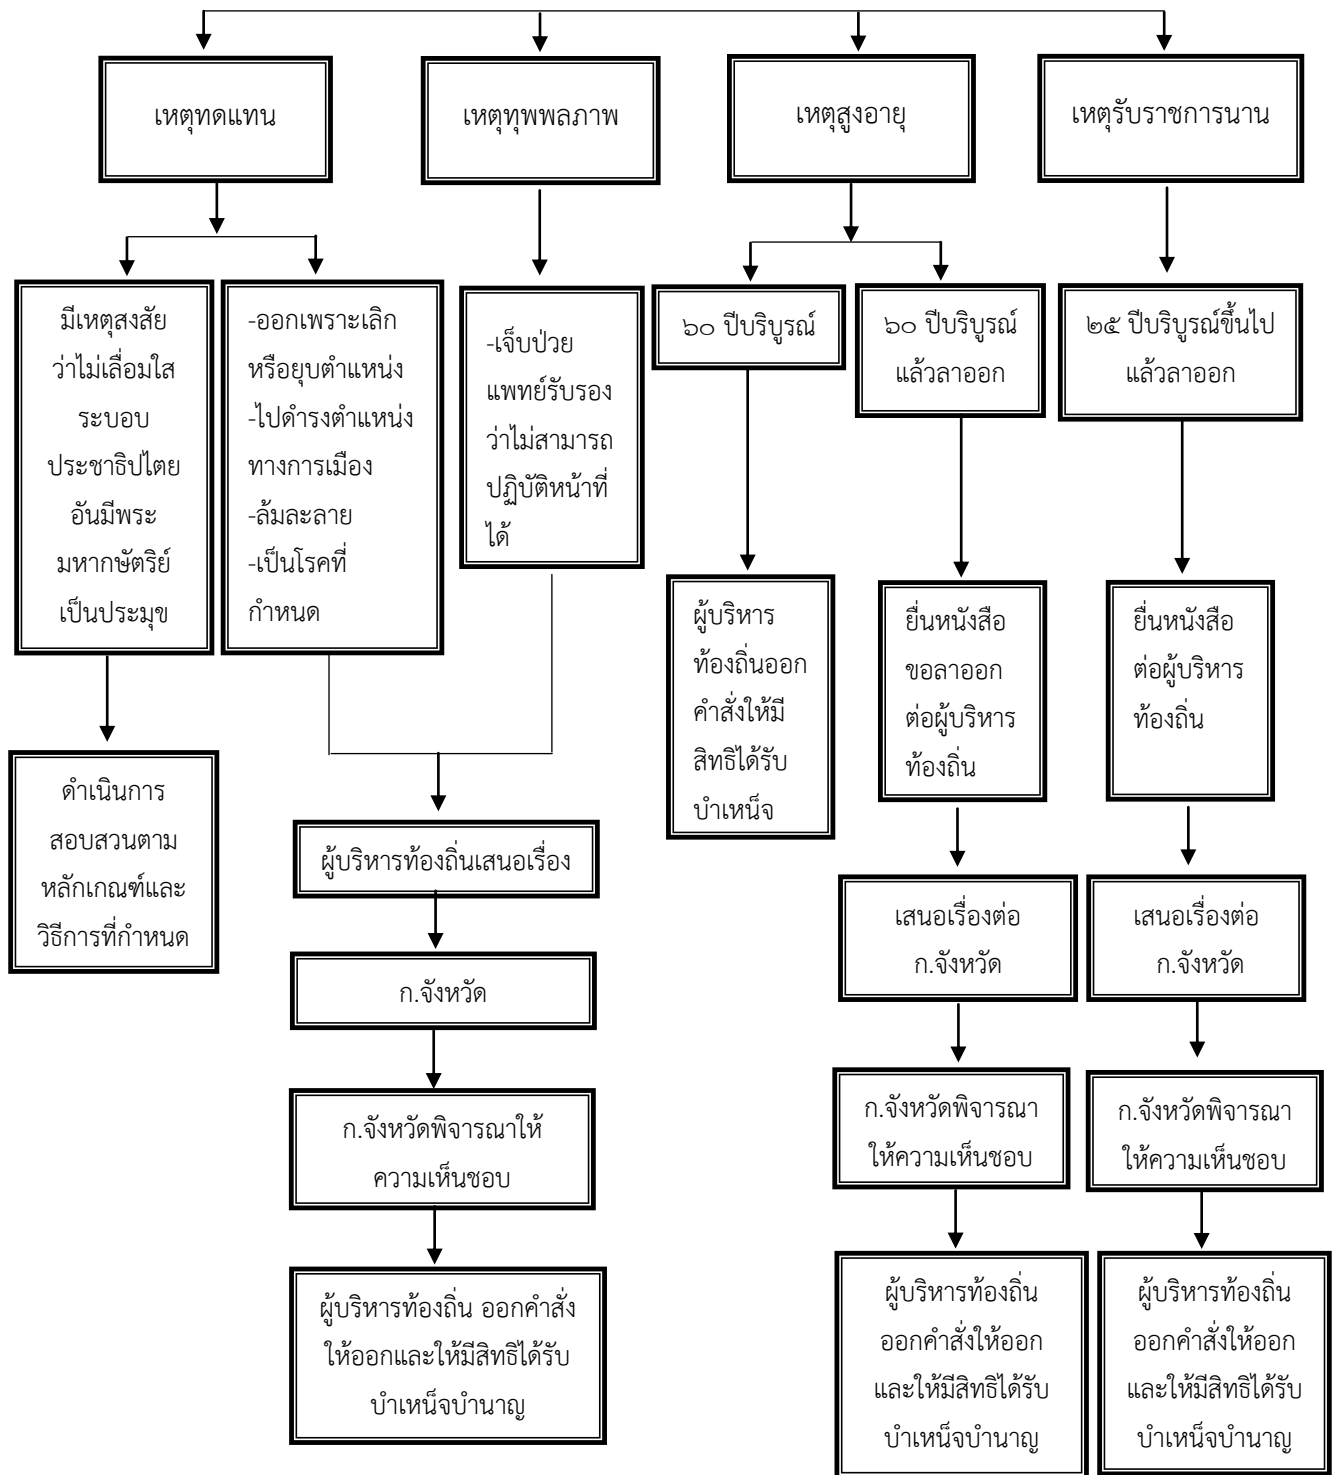 เหตุทดแทน
เหตุทุพพลภาพ
เหตุสูงอายุ
เหตุรับราชการนาน
มีเหตุสงสัย
ว่าไม่เลื่อมใส
ระบอบ
ประชาธิปไตย
อันมีพระ
มหากษัตริย์
เป็นประมุข
-ออกเพราะเลิก
หรือยุบตำแหน่ง
-ไปดำรงตำแหน่ง
ทางการเมือง
-ล้มละลาย
-เป็นโรคที่
กำหนด
-เจ็บป่วย
แพทย์รับรอง
ว่าไม่สามารถ
ปฏิบัติหน้าที่
ได้
๖๐ ปีบริบูรณ์
๖๐ ปีบริบูรณ์
แล้วลาออก
๒๕ ปีบริบูรณ์ขึ้นไป
แล้วลาออก
ดำเนินการ
สอบสวนตาม
หลักเกณฑ์และ
วิธีการที่กำหนด
ผู้บริหารท้องถิ่นเสนอเรื่อง
ก.จังหวัด
ก.จังหวัดพิจารณาให้
ความเห็นชอบ
ผู้บริหารท้องถิ่น ออกคำสั่ง
ให้ออกและให้มีสิทธิได้รับ
บำเหน็จบำนาญ
ผู้บริหาร
ท้องถิ่นออก
คำสั่งให้มี
สิทธิได้รับ
บำเหน็จ
ยื่นหนังสือ
ขอลาออก
ต่อผู้บริหาร
ท้องถิ่น
เสนอเรื่องต่อ
ก.จังหวัด
ก.จังหวัดพิจารณา
ให้ความเห็นชอบ
ผู้บริหารท้องถิ่น
ออกคำสั่งให้ออก
และให้มีสิทธิได้รับ
บำเหน็จบำนาญ
ยื่นหนังสือ
ต่อผู้บริหาร
ท้องถิ่น
เสนอเรื่องต่อ
ก.จังหวัด
ก.จังหวัดพิจารณา
ให้ความเห็นชอบ
ผู้บริหารท้องถิ่น
ออกคำสั่งให้ออก
และให้มีสิทธิได้รับ
บำเหน็จบำนาญ